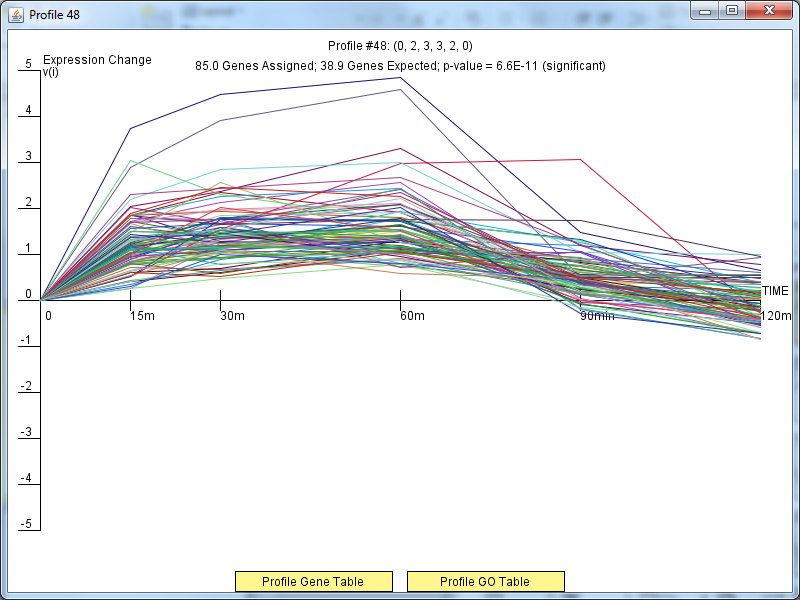 Profile 48
Profile #48: (0, 2, 3, 3, 2, 0)
Expression Change
v(i)
85.0 Genes Assigned; 38.9 Genes Expected; p-value = 6.6E-11 (significant)
5
4
3
2
1
0
TIME
0 15m 30m 60m 90min 120m
-1
-2
-3
-4
-5
Profile Gene Table Profile GO Table